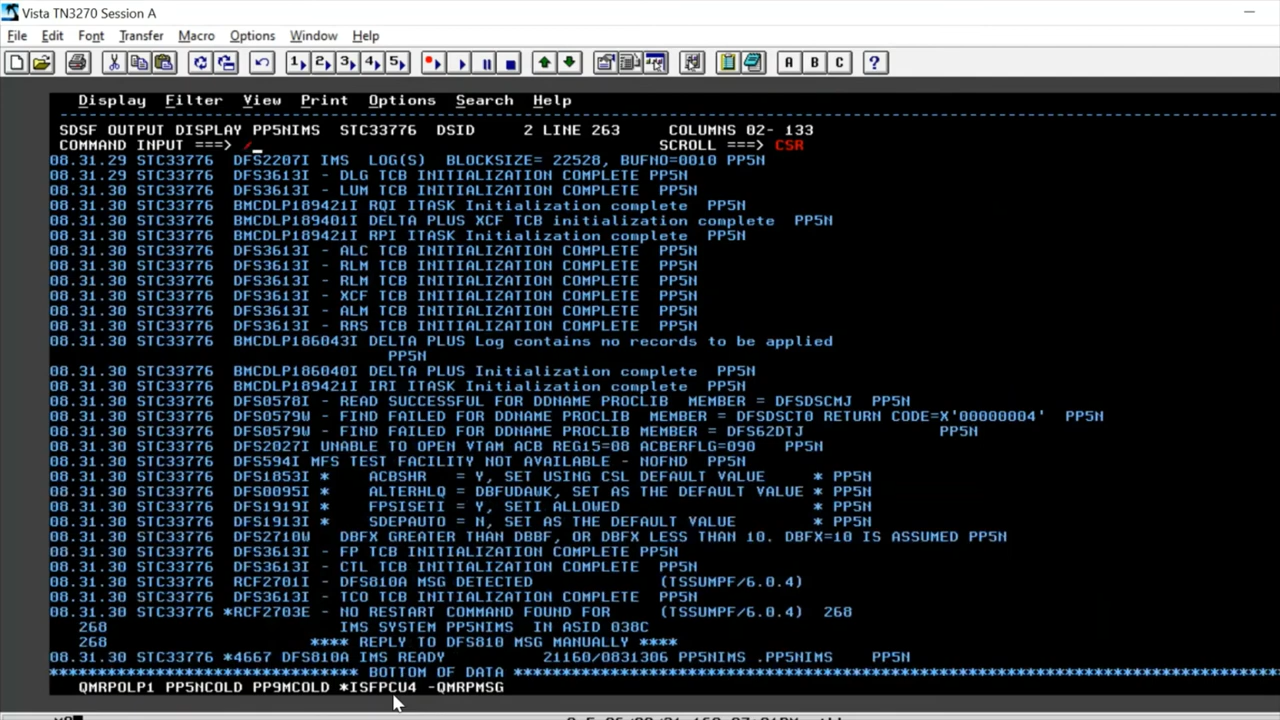 Vista TN3270 Session A
File Edit Font Transfer Macro Options Window Help
1 2 3 4 5 A B C ?
Display Filter View Print Options Search Help
SDSF OUTPUT DISPLAY PP5NIMS STC33776 DSID 2 LINE 263 COLUMNS 02- 133
COMMAND INPUT ===> / SCROLL ===> CSR
08.31.29 STC33776 DFS2207I IMS LOG(S) BLOCKSIZE= 22528, BUFNO=0010 PP5N
08.31.29 STC33776 DFS3613I - DLG TCB INITIALIZATION COMPLETE PP5N
08.31.30 STC33776 DFS3613I - LUM TCB INITIALIZATION COMPLETE PP5N
08.31.30 STC33776 BMCDLP189421I RQI ITASK Initialization complete PP5N
08.31.30 STC33776 BMCDLP189401I DELTA PLUS XCF TCB initialization complete PP5N
08.31.30 STC33776 BMCDLP189421I RPI ITASK Initialization complete PP5N
08.31.30 STC33776 DFS3613I - ALC TCB INITIALIZATION COMPLETE PP5N
08.31.30 STC33776 DFS3613I - RLM TCB INITIALIZATION COMPLETE PP5N
08.31.30 STC33776 DFS3613I - RLM TCB INITIALIZATION COMPLETE PP5N
08.31.30 STC33776 DFS3613I - XCF TCB INITIALIZATION COMPLETE PP5N
08.31.30 STC33776 DFS3613I - ALM TCB INITIALIZATION COMPLETE PP5N
08.31.30 STC33776 DFS3613I - RRS TCB INITIALIZATION COMPLETE PP5N
08.31.30 STC33776 BMCDLP186043I DELTA PLUS Log contains no records to be applied
PP5N
08.31.30 STC33776 BMCDLP186040I DELTA PLUS Initialization complete PP5N
08.31.30 STC33776 BMCDLP189421I IRI ITASK Initialization complete PP5N
08.31.30 STC33776 DFS0578I - READ SUCCESSFUL FOR DDNAME PROCLIB MEMBER = DFSDSCMJ PP5N
08.31.30 STC33776 DFS0579W - FIND FAILED FOR DDNAME PROCLIB MEMBER = DFSDSCT0 RETURN CODE=X'00000004' PP5N
08.31.30 STC33776 DFS0579W - FIND FAILED FOR DDNAME PROCLIB MEMBER = DFS62DTJ PP5N
08.31.30 STC33776 DFS2027I UNABLE TO OPEN VTAM ACB REG15=08 ACBERFLG=090 PP5N
08.31.30 STC33776 DFS594I MFS TEST FACILITY NOT AVAILABLE - NOFND PP5N
08.31.30 STC33776 DFS1853I * ACBSHR = Y, SET USING CSL DEFAULT VALUE * PP5N
08.31.30 STC33776 DFS0095I * ALTERHLQ = DBFUDAWK, SET AS THE DEFAULT VALUE * PP5N
08.31.30 STC33776 DFS1919I * FPSISETI = Y, SETI ALLOWED * PP5N
08.31.30 STC33776 DFS1913I * SDEPAUTO = N, SET AS THE DEFAULT VALUE * PP5N
08.31.30 STC33776 DFS2710W DBFX GREATER THAN DBBF, OR DBFX LESS THAN 10. DBFX=10 IS ASSUMED PP5N
08.31.30 STC33776 DFS3613I - FP TCB INITIALIZATION COMPLETE PP5N
08.31.30 STC33776 DFS3613I - CTL TCB INITIALIZATION COMPLETE PP5N
08.31.30 STC33776 RCF2701I - DFS810A MSG DETECTED (TSSUMPF/6.0.4)
08.31.30 STC33776 DFS3613I - TCO TCB INITIALIZATION COMPLETE PP5N
08.31.30 STC33776 *RCF2703E - NO RESTART COMMAND FOUND FOR (TSSUMPF/6.0.4) 268
268 IMS SYSTEM PP5NIMS IN ASID 038C
268 **** REPLY TO DFS810 MSG MANUALLY ****
08.31.30 STC33776 *4667 DFS810A IMS READY 21160/0831306 PP5NIMS .PP5NIMS PP5N
******************************** BOTTOM OF DATA ********************************
QMRPOLP1 PP5NCOLD PP9MCOLD *ISFPCU4 -QMRPMSG